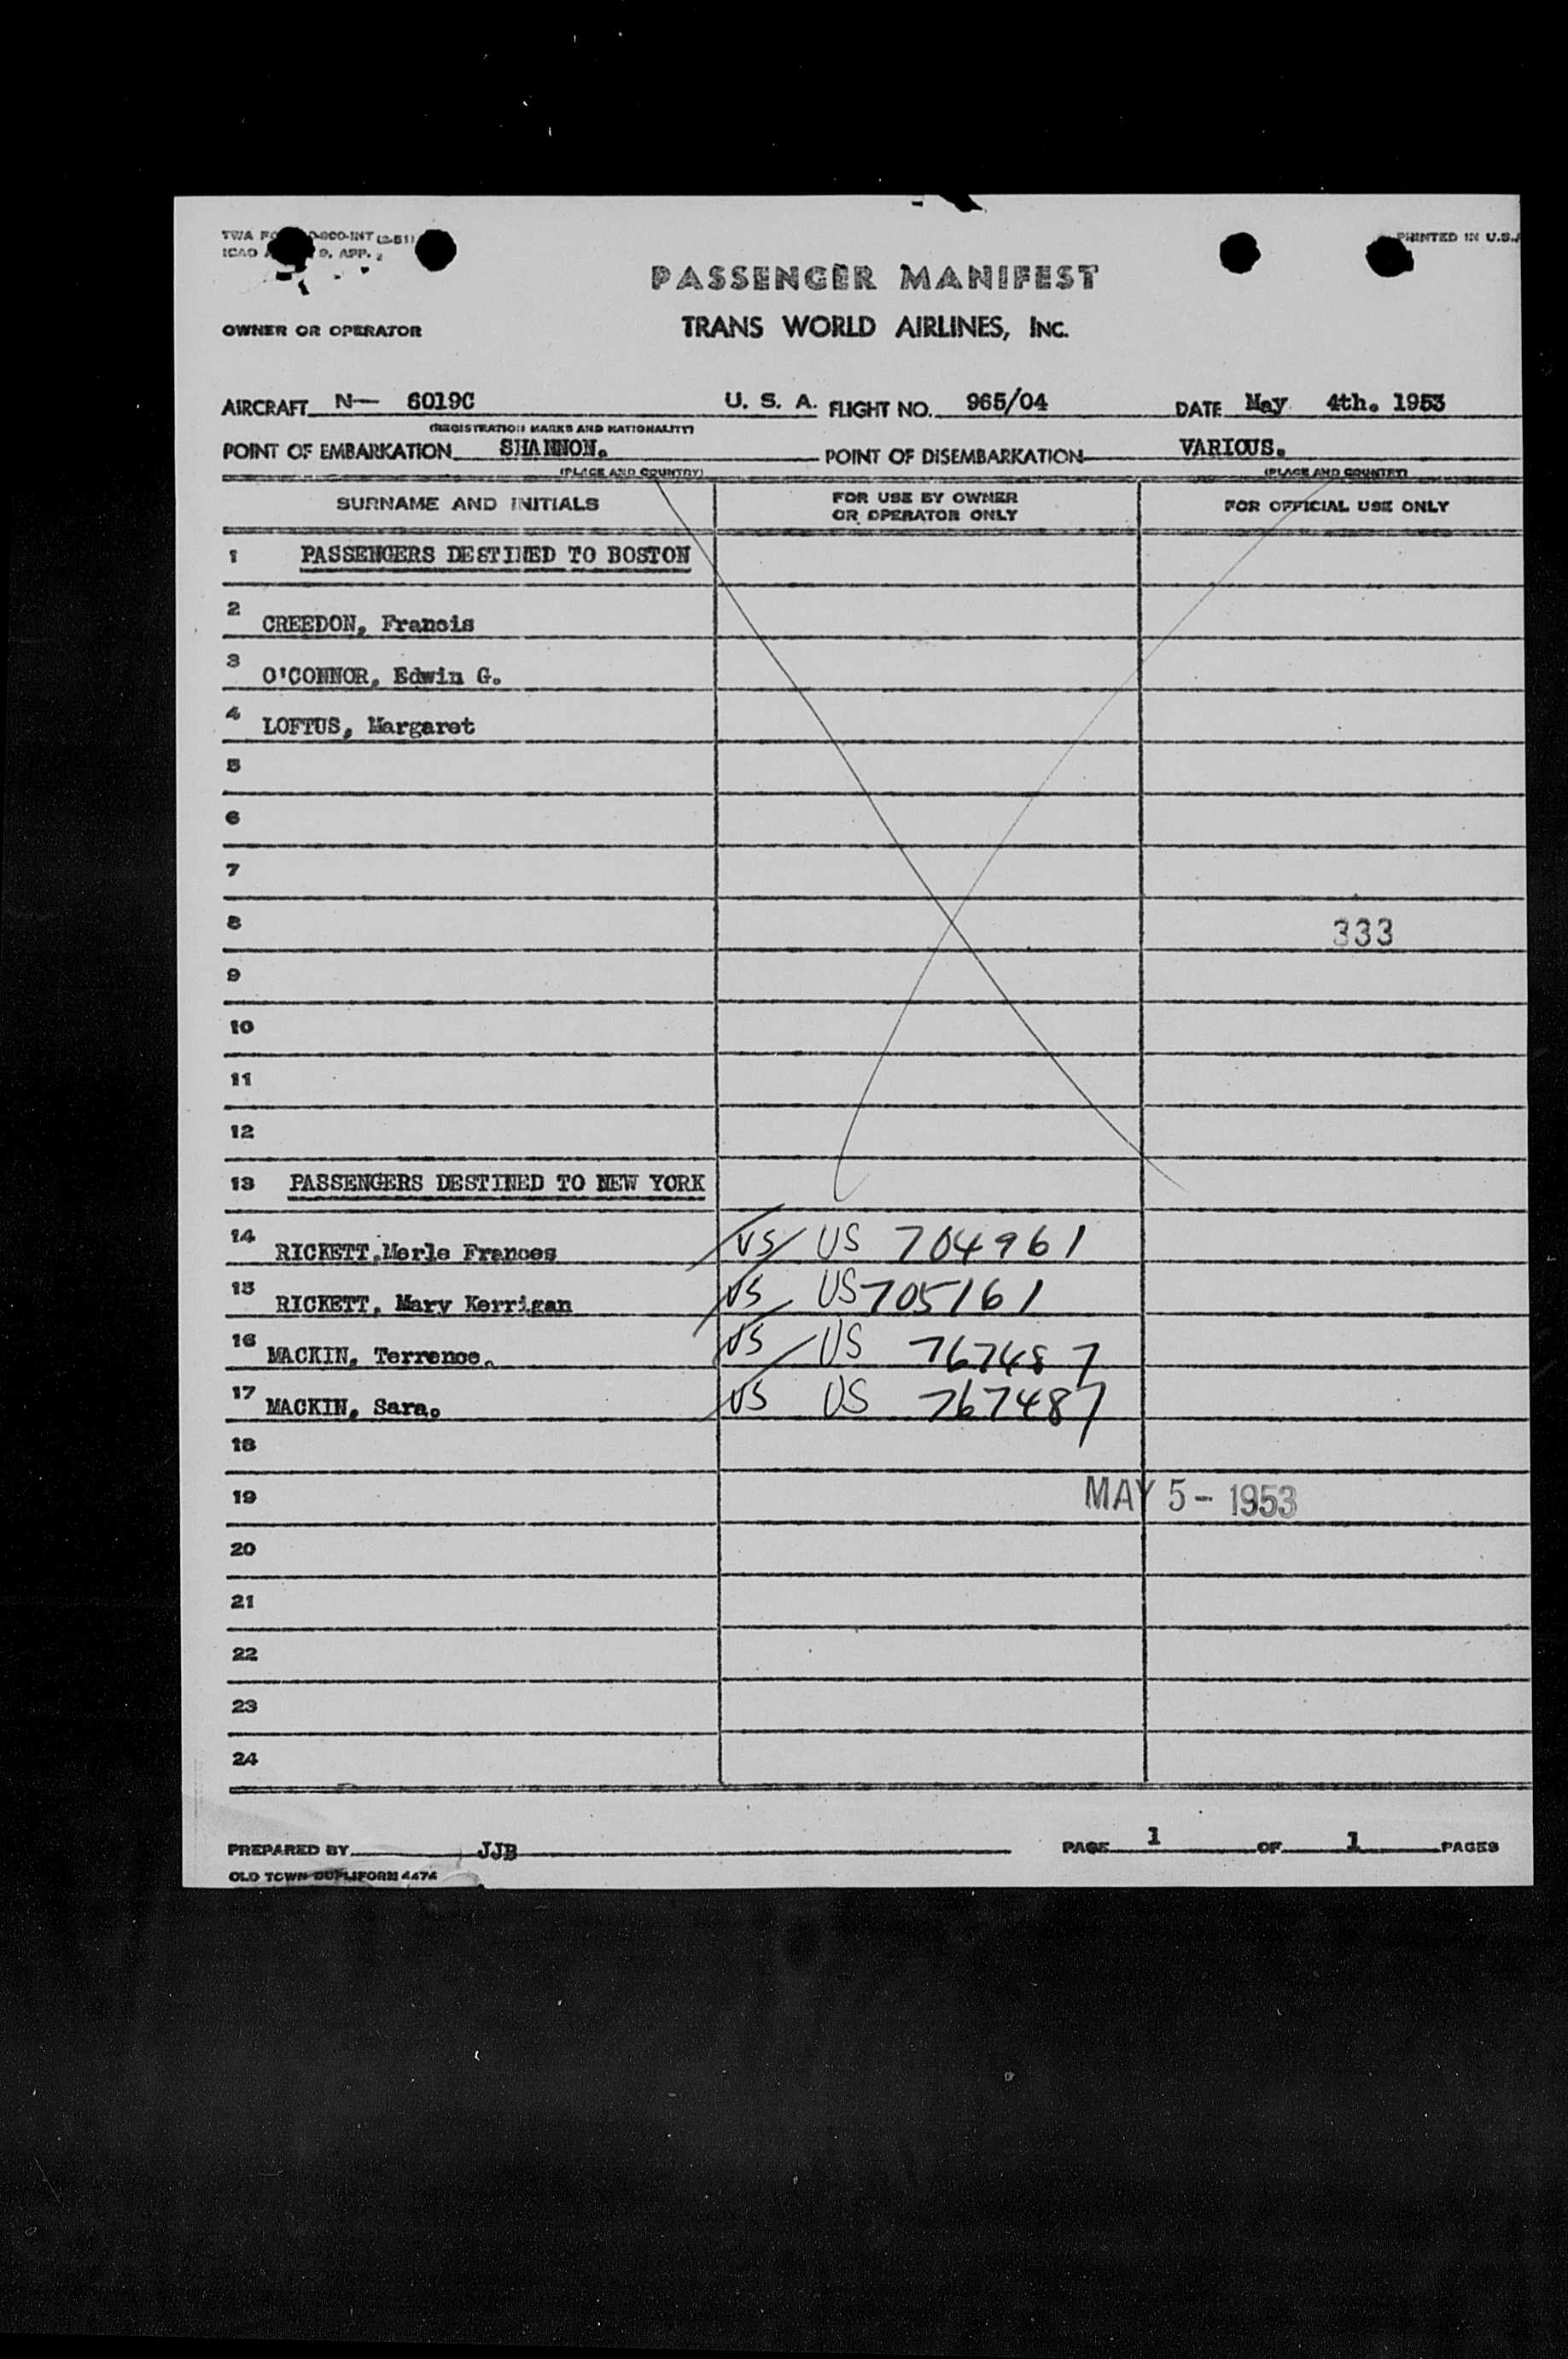 PRINTED IN U.S.A
ICAO 9, APP. 2
PASSENGER MANIFEST
OWNER OR OPERATOR TRANS WORLD AIRLINES, INC.
AIRCRAFT N— 6019C U. S. A. FLIGHT NO. 965/04 DATE May 4th. 1953
(REGISTRATION MARKS AND NATIONALITY)
POINT OF EMBARKATION SHANNON. POINT OF DISEMBARKATION VARIOUS.
(PLACE AND COUNTRY) (PLACE AND COUNTRY)
SURNAME AND INITIALS FOR USE BY OWNER OR OPERATOR ONLY FOR OFFICIAL USE ONLY
1 PASSENGERS DESTINED TO BOSTON
2 CREEDON, Francis
3 O'CONNOR, Edwin G.
4 LOFTUS, Margaret
5
6
7
8 333
9
10
11
12
13 PASSENGERS DESTINED TO NEW YORK
14 RICKETT,Merle Frances US US 704961
15 RICKETT, Mary Kerrigan US US 705161
16 MACKIN, Terrence. US US 767487
17 MACKIN, Sara. US US 767487
18
19 MAY 5 - 1953
20
21
22
23
24
PREPARED BY JJB PAGE 1 OF 1 PAGES
OLD TOWN DUPLIFORM 4474